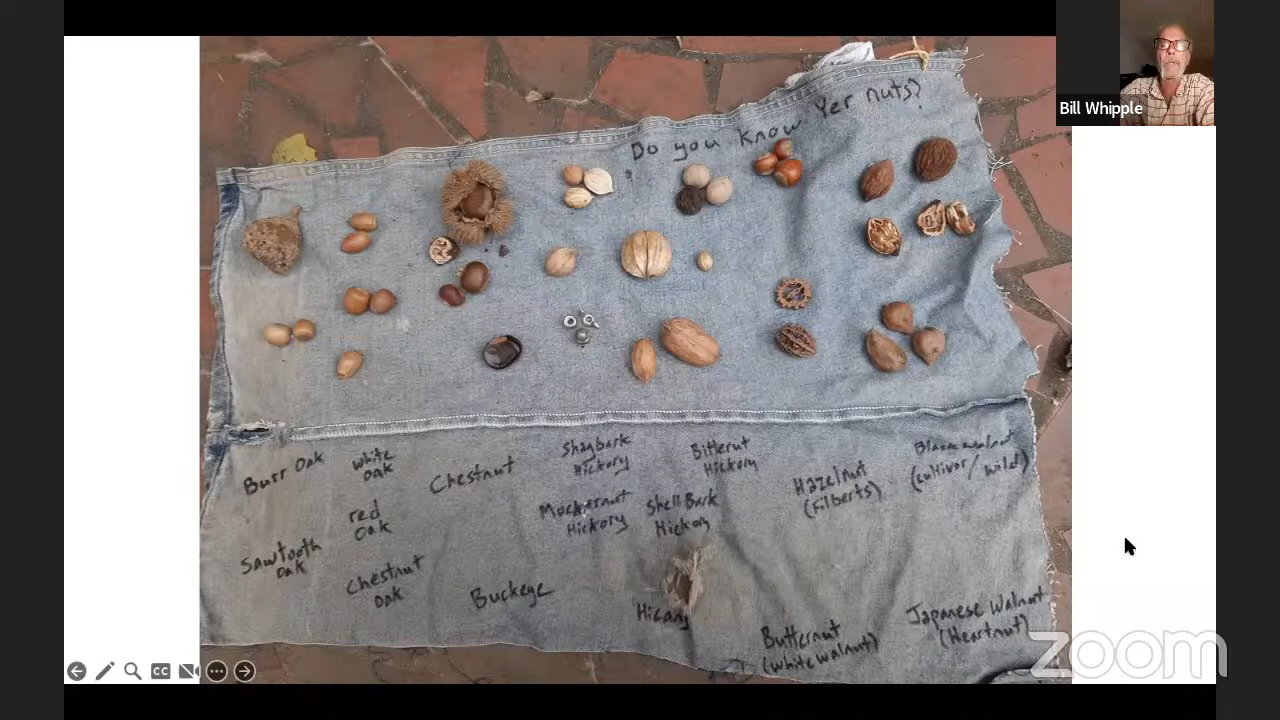 Bill Whipple
Do you know Yer nuts?
Burr Oak
white
oak
Chestnut
Shagbark
Hickory
Bitternut
Hickory
Black walnut
(cultivar/wild)
Hazelnut
(Filberts)
red
oak
Mockernut
Hickory
Shell Bark
Hickory
Sawtooth
oak
Chestnut
oak
Buckeye
Hican
Butternut
(white walnut)
Japanese Walnut
(Heartnut)
CC
zoom